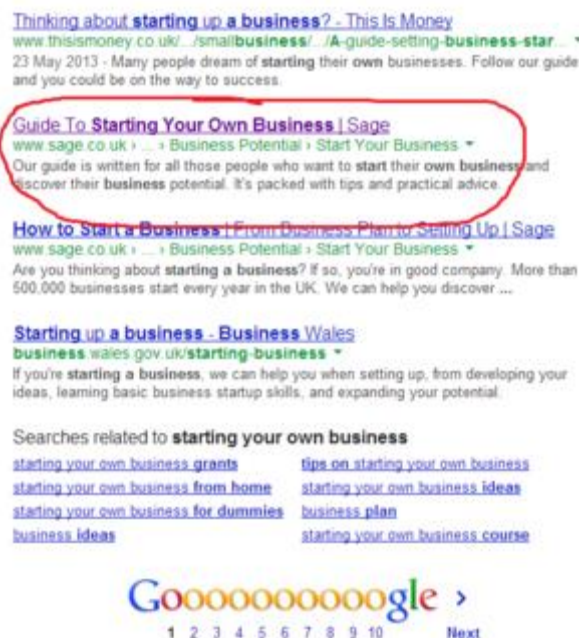 Thinking about starting up a business? - This Is Money
www.thisismoney.co.uk/.../smallbusiness/.../A-guide-setting-business-star...
23 May 2013 - Many people dream of starting their own businesses. Follow our guide
and you could be on the way to success.
Guide To Starting Your Own Business | Sage
www.sage.co.uk › ... › Business Potential › Start Your Business
Our guide is written for all those people who want to start their own business and
discover their business potential. It's packed with tips and practical advice.
How to Start a Business | From Business Plan to Setting Up | Sage
www.sage.co.uk › ... › Business Potential › Start Your Business
Are you thinking about starting a business? If so, you're in good company. More than
500,000 businesses start every year in the UK. We can help you discover ...
Starting up a business - Business Wales
business.wales.gov.uk/starting-business
If you're starting a business, we can help you when setting up, from developing your
ideas, learning basic business startup skills, and expanding your potential.
Searches related to starting your own business
starting your own business grants tips on starting your own business
starting your own business from home starting your own business ideas
starting your own business for dummies business plan
business ideas starting your own business course
Goooooooooogle ›
1 2 3 4 5 6 7 8 9 10 Next